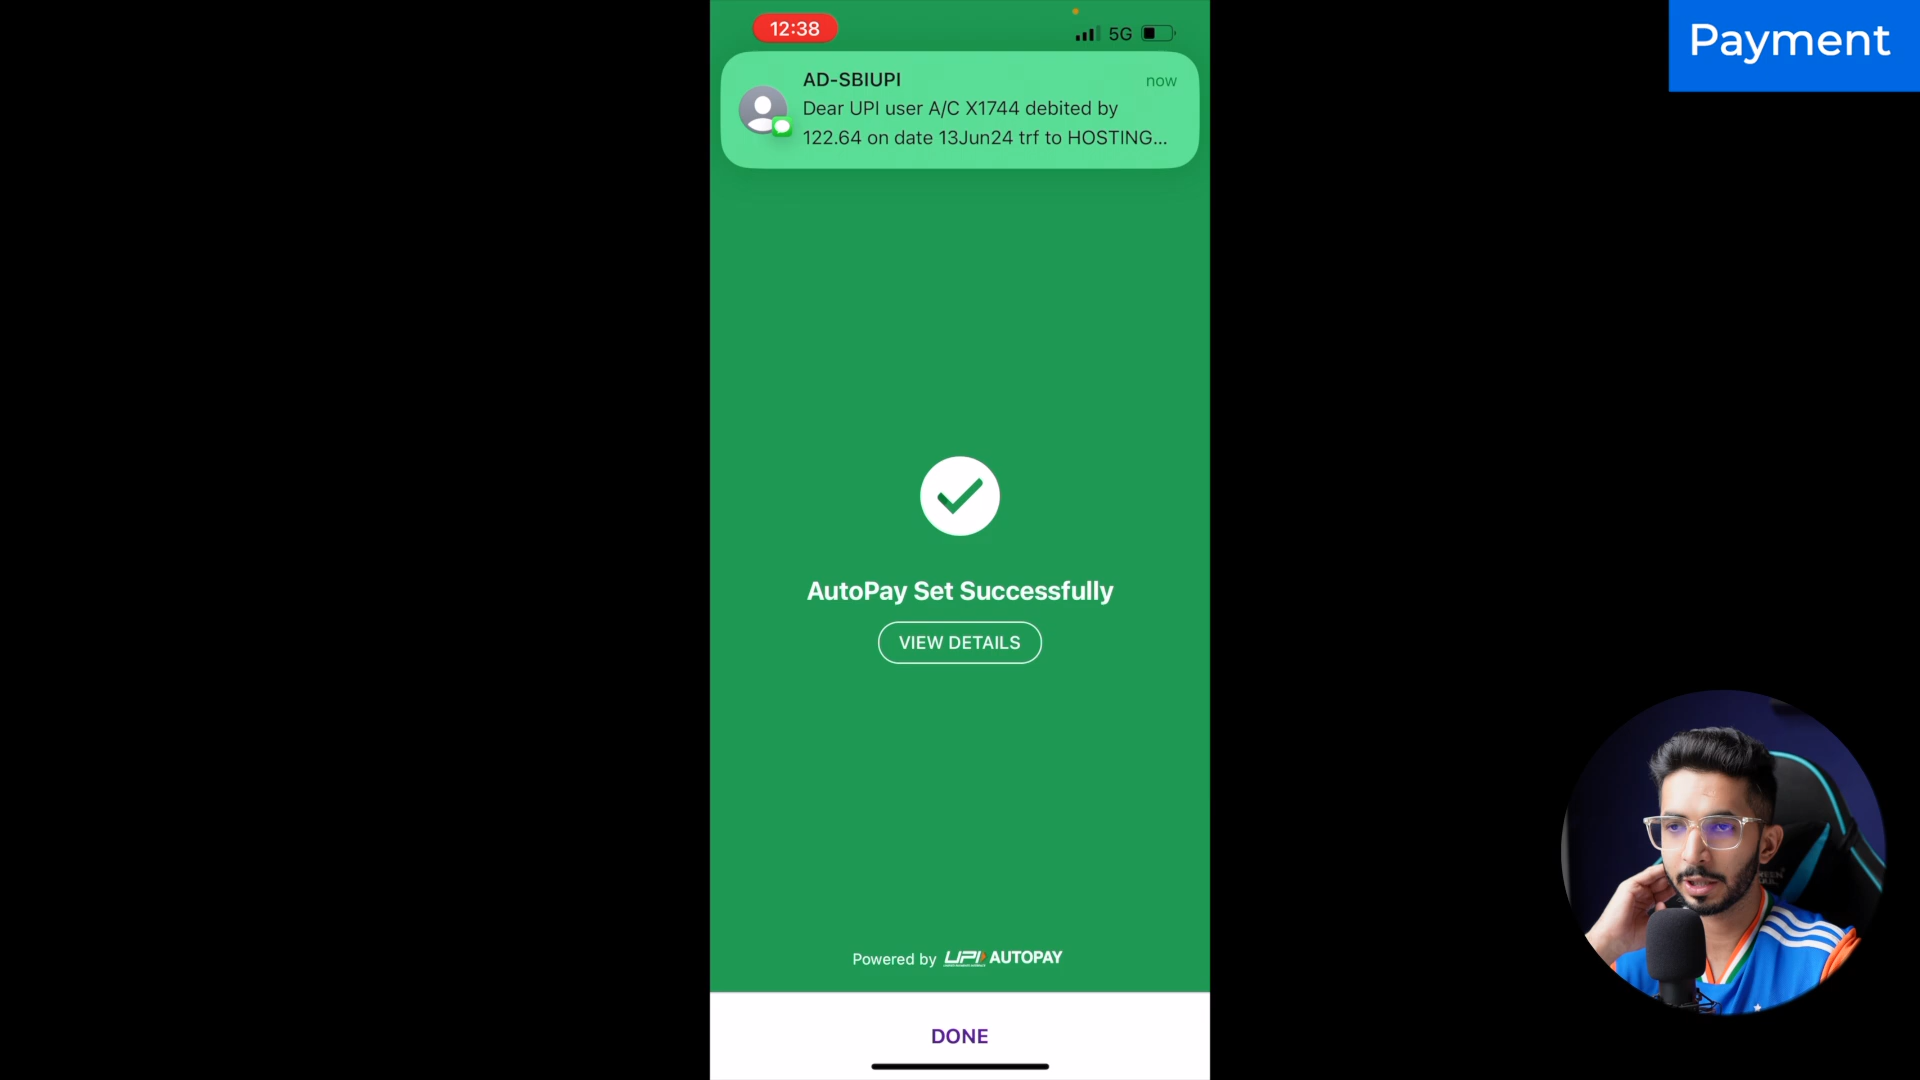 Payment
12:38
5G
AD-SBIUPI
now
Dear UPI user A/C X1744 debited by
122.64 on date 13Jun24 trf to HOSTING...
AutoPay Set Successfully
VIEW DETAILS
Powered by UPI AUTOPAY
DONE